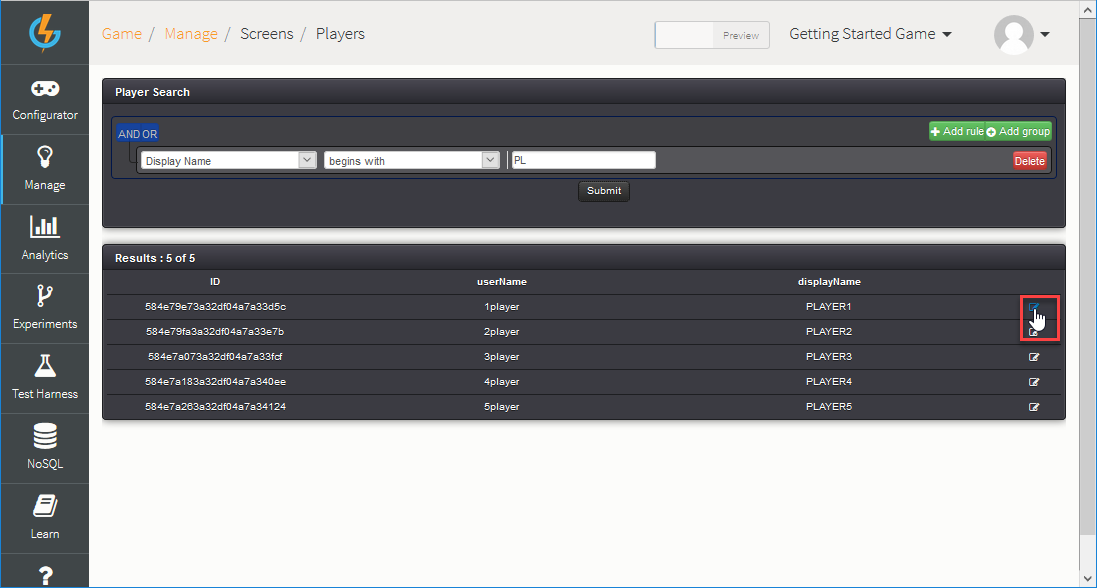 Game / Manage / Screens / Players
Preview
Getting Started Game
Configurator
Manage
Analytics
Experiments
Test Harness
NoSQL
Learn
?
Player Search
AND OR
Add rule Add group
Display Name begins with PL Delete
Submit
Results : 5 of 5
ID userName displayName
584e79e73a32df04a7a33d5c 1player PLAYER1
584e79fa3a32df04a7a33e7b 2player PLAYER2
584e7a073a32df04a7a33fcf 3player PLAYER3
584e7a183a32df04a7a340ee 4player PLAYER4
584e7a263a32df04a7a34124 5player PLAYER5